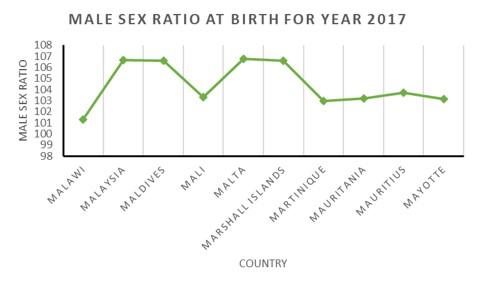 MALE SEX RATIO AT BIRTH FOR YEAR 2017
MALE SEX RATIO
108
107
106
105
104
103
102
101
100
99
98
MALAWI
MALAYSIA
MALDIVES
MALI
MALTA
MARSHALL ISLANDS
MARTINIQUE
MAURITANIA
MAURITIUS
MAYOTTE
COUNTRY